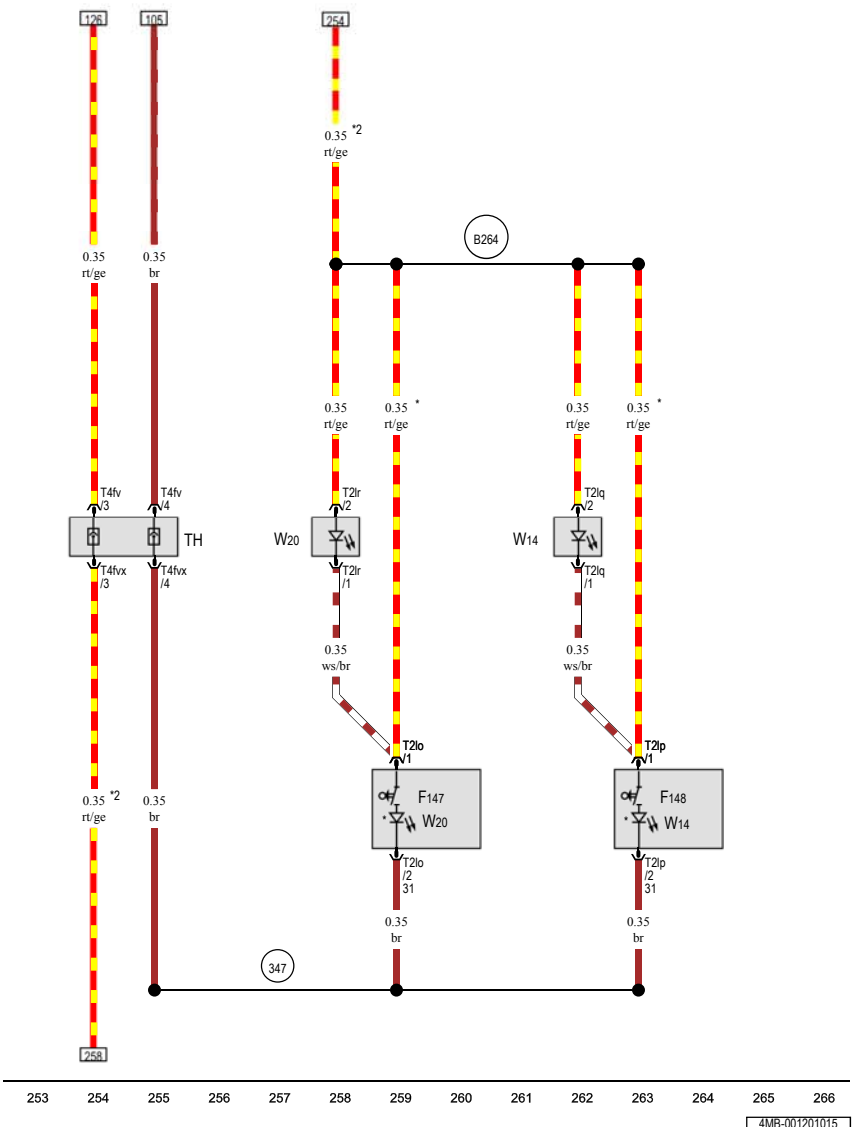 126 105 254
0.35 *2
rt/ge
B264
0.35 0.35
rt/ge br
0.35 0.35 * 0.35 0.35 *
rt/ge rt/ge rt/ge rt/ge
T4fv T4fv T2lr T2lq
/3 /4 /2 /2
TH W20 W14
T4fvx T4fvx T2lr T2lq
/3 /4 /1 /1
0.35 0.35
ws/br ws/br
T2lo T2lp
/1 /1
0.35 *2 0.35 F147 F148
rt/ge br * W20 * W14
T2lo T2lp
/2 /2
31 31
0.35 0.35
br br
347
258
253 254 255 256 257 258 259 260 261 262 263 264 265 266
4MB-001201015